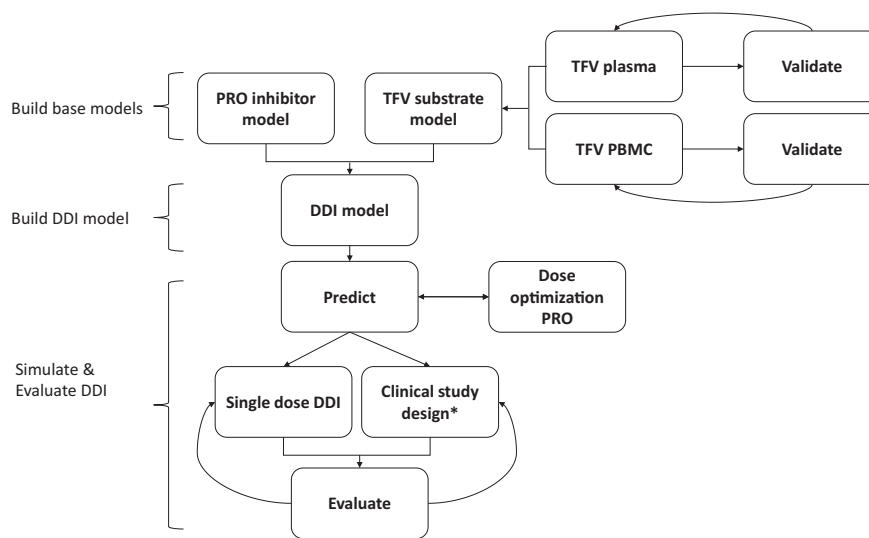 TFV plasma
Validate
Build base models
PRO inhibitor
model
TFV substrate
model
TFV PBMC
Validate
Build DDI model
DDI model
Predict
Dose
optimization
PRO
Simulate &
Evaluate DDI
Single dose DDI
Clinical study
design*
Evaluate